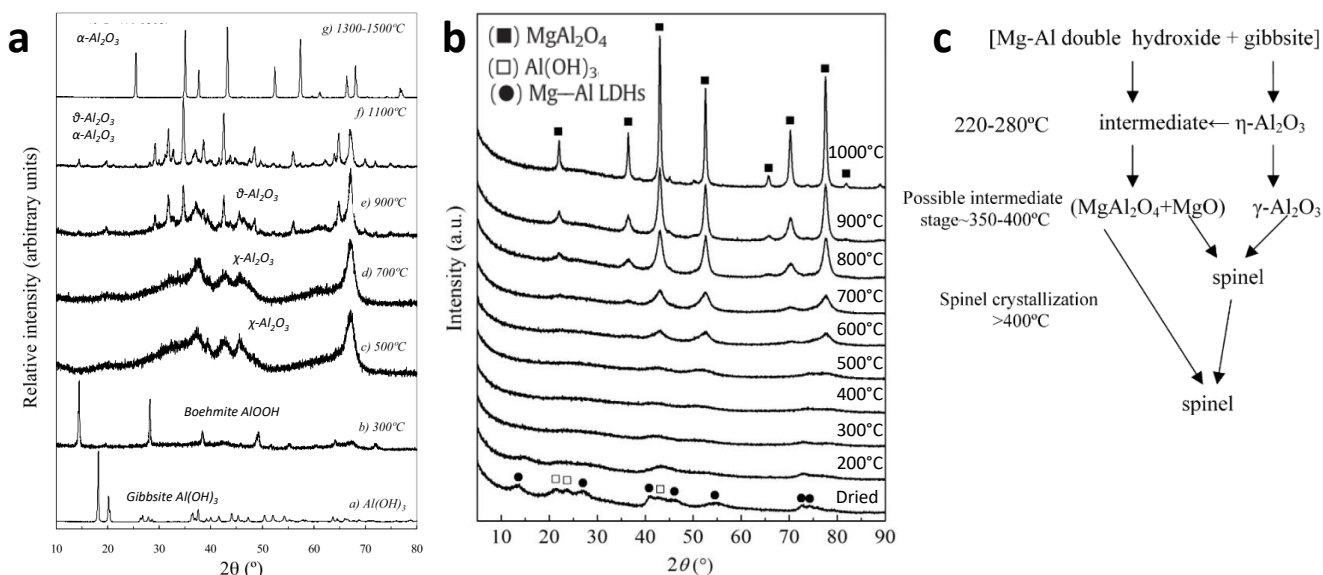 a
g) 1300-1500ºC
α-Al₂O₃
f) 1100ºC
ϑ-Al₂O₃
α-Al₂O₃
ϑ-Al₂O₃
e) 900ºC
χ-Al₂O₃
d) 700ºC
χ-Al₂O₃
c) 500ºC
Boehmite AlOOH
b) 300ºC
Gibbsite Al(OH)₃
a) Al(OH)₃
Relative intensity (arbitrary units)
10 20 30 40 50 60 70 80
2θ (º)
b
(■) MgAl₂O₄
(□) Al(OH)₃
(●) Mg—Al LDHs
1000°C
900°C
800°C
700°C
600°C
500°C
400°C
300°C
200°C
Dried
Intensity (a.u.)
10 20 30 40 50 60 70 80 90
2θ (°)
c
[Mg-Al double hydroxide + gibbsite]
220-280ºC intermediate ← η-Al₂O₃
Possible intermediate
stage~350-400ºC
(MgAl₂O₄+MgO) γ-Al₂O₃
spinel
Spinel crystallization
>400ºC
spinel